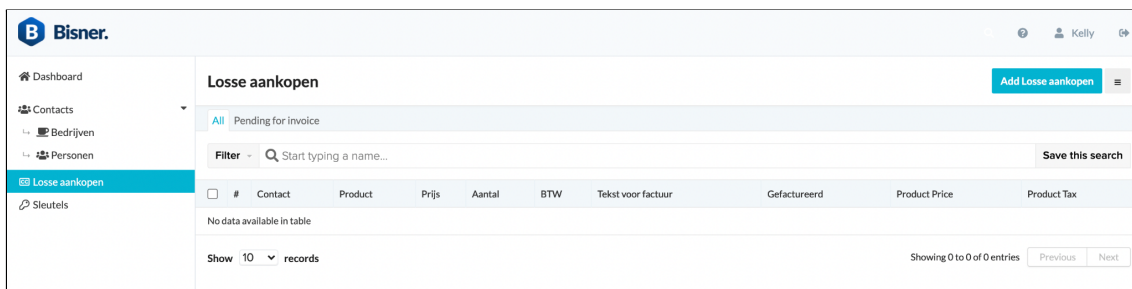 B Bisner.
Kelly
Dashboard
Contacts
Bedrijven
Personen
Losse aankopen
Sleutels
Losse aankopen
Add Losse aankopen
All Pending for invoice
Filter Start typing a name... Save this search
# Contact Product Prijs Aantal BTW Tekst voor factuur Gefactureerd Product Price Product Tax
No data available in table
Show 10 records
Showing 0 to 0 of 0 entries Previous Next